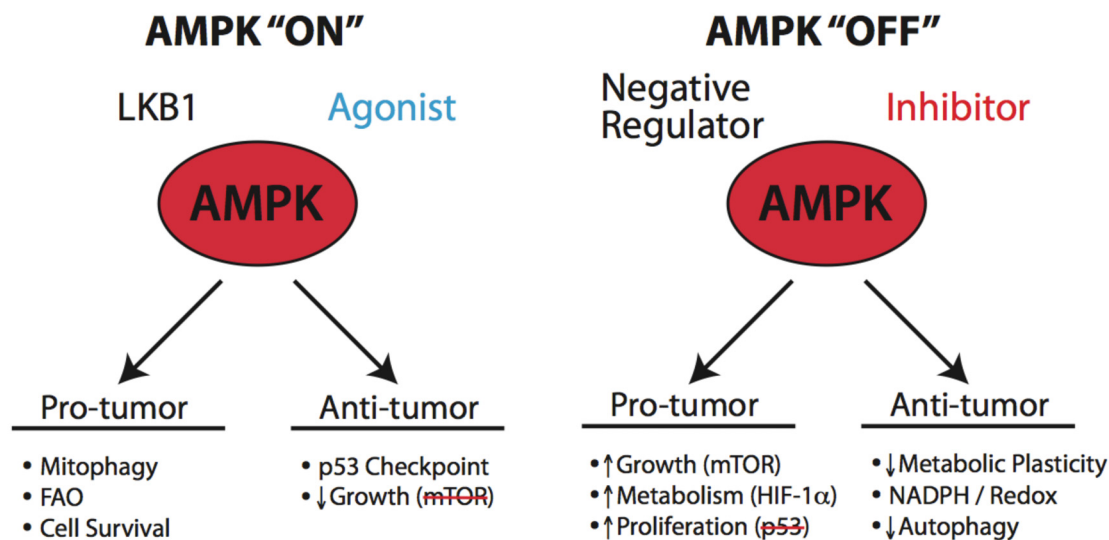 AMPK "ON"
LKB1
Agonist
AMPK
Pro-tumor
• Mitophagy
• FAO
• Cell Survival
Anti-tumor
• p53 Checkpoint
• ↓Growth (mTOR)
AMPK "OFF"
Negative
Regulator
Inhibitor
AMPK
Pro-tumor
• ↑Growth (mTOR)
• ↑Metabolism (HIF-1α)
• ↑Proliferation (p53)
Anti-tumor
• ↓Metabolic Plasticity
• NADPH / Redox
• ↓Autophagy